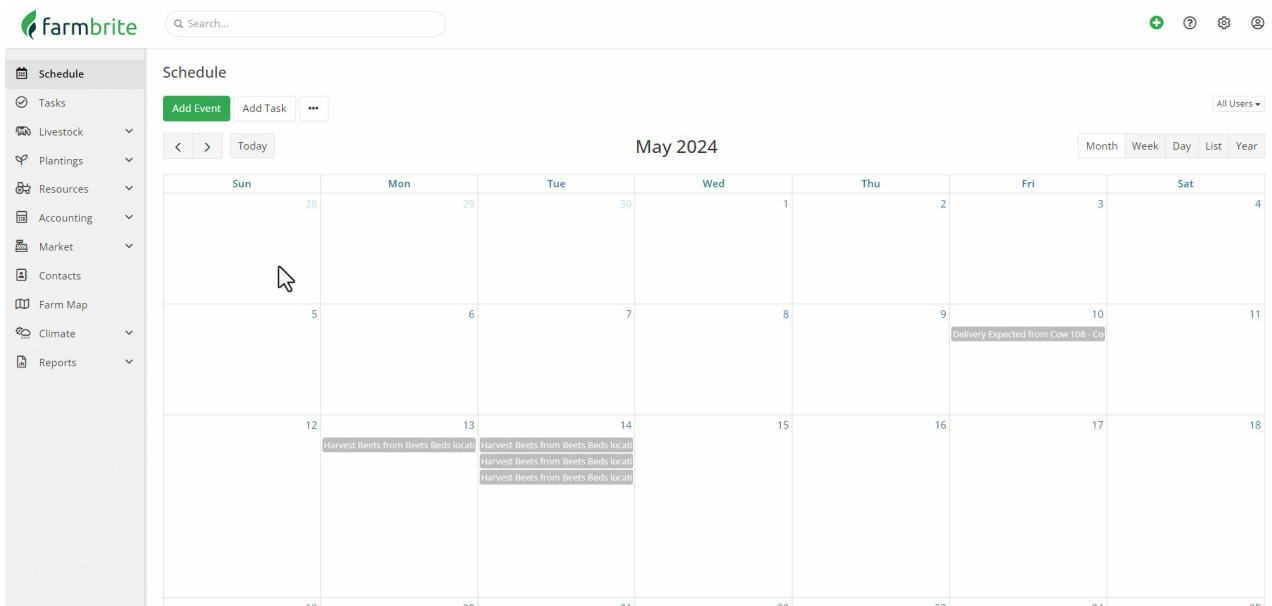 farmbrite
Search...
Schedule
Tasks
Livestock
Plantings
Resources
Accounting
Market
Contacts
Farm Map
Climate
Reports
Schedule
Add Event Add Task •••
All Users
< > Today
May 2024
Month Week Day List Year
Sun Mon Tue Wed Thu Fri Sat
28 29 30 1 2 3 4
5 6 7 8 9 10 11
Delivery Expected from Cow 108 - Co
12 13 14 15 16 17 18
Harvest Beets from Beets Beds locati Harvest Beets from Beets Beds locati
Harvest Beets from Beets Beds locati
Harvest Beets from Beets Beds locati